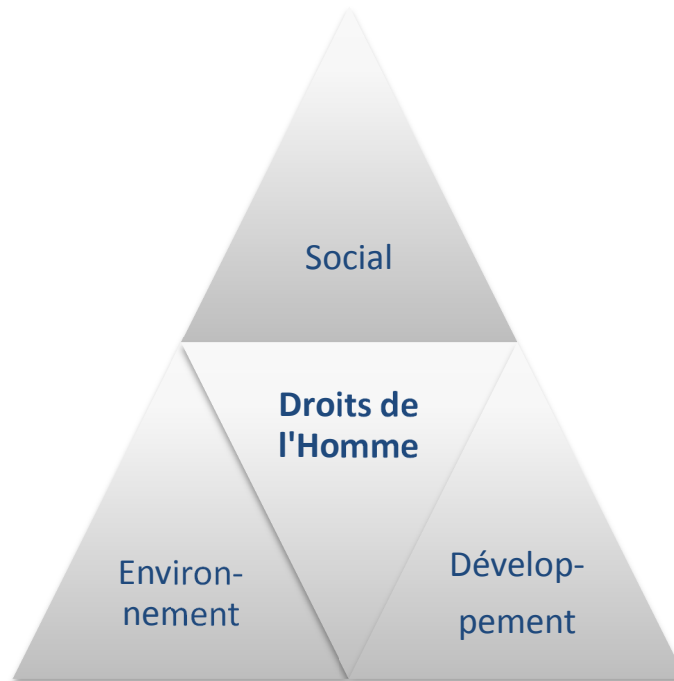 Social
Droits de
l'Homme
Environ-
nement
Dévelop-
pement